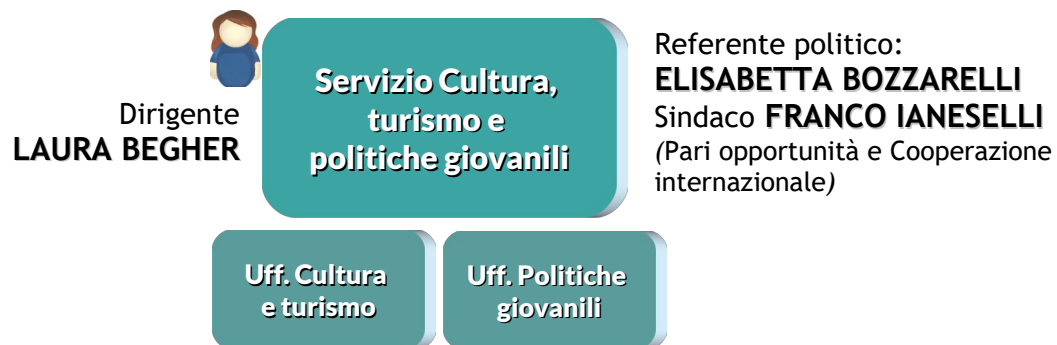 Dirigente
LAURA BEGHER
Servizio Cultura,
turismo e
politiche giovanili
Referente politico:
ELISABETTA BOZZARELLI
Sindaco FRANCO IANESELLI
(Pari opportunità e Cooperazione
internazionale)
Uff. Cultura
e turismo
Uff. Politiche
giovanili